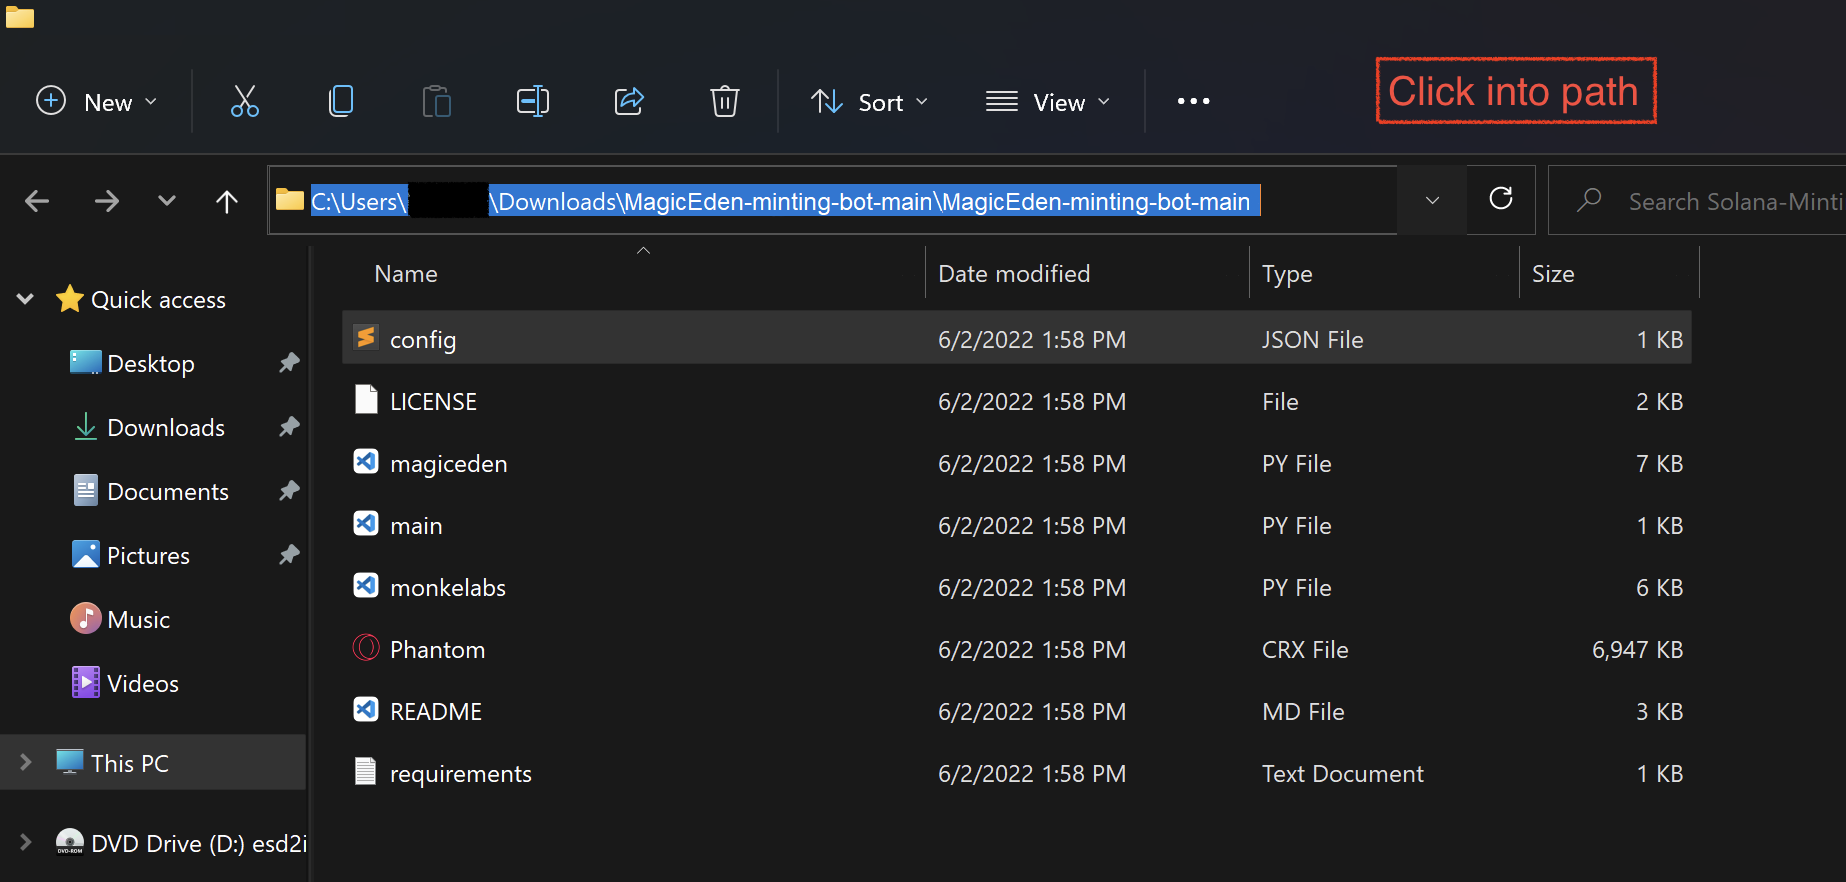 Click into path
New
Sort
View
C:\Users\ \Downloads\MagicEden-minting-bot-main\MagicEden-minting-bot-main
Search Solana-Minti
Name Date modified Type Size
Quick access
Desktop
Downloads
Documents
Pictures
Music
Videos
This PC
DVD Drive (D:) esd2i
config 6/2/2022 1:58 PM JSON File 1 KB
LICENSE 6/2/2022 1:58 PM File 2 KB
magiceden 6/2/2022 1:58 PM PY File 7 KB
main 6/2/2022 1:58 PM PY File 1 KB
monkelabs 6/2/2022 1:58 PM PY File 6 KB
Phantom 6/2/2022 1:58 PM CRX File 6,947 KB
README 6/2/2022 1:58 PM MD File 3 KB
requirements 6/2/2022 1:58 PM Text Document 1 KB